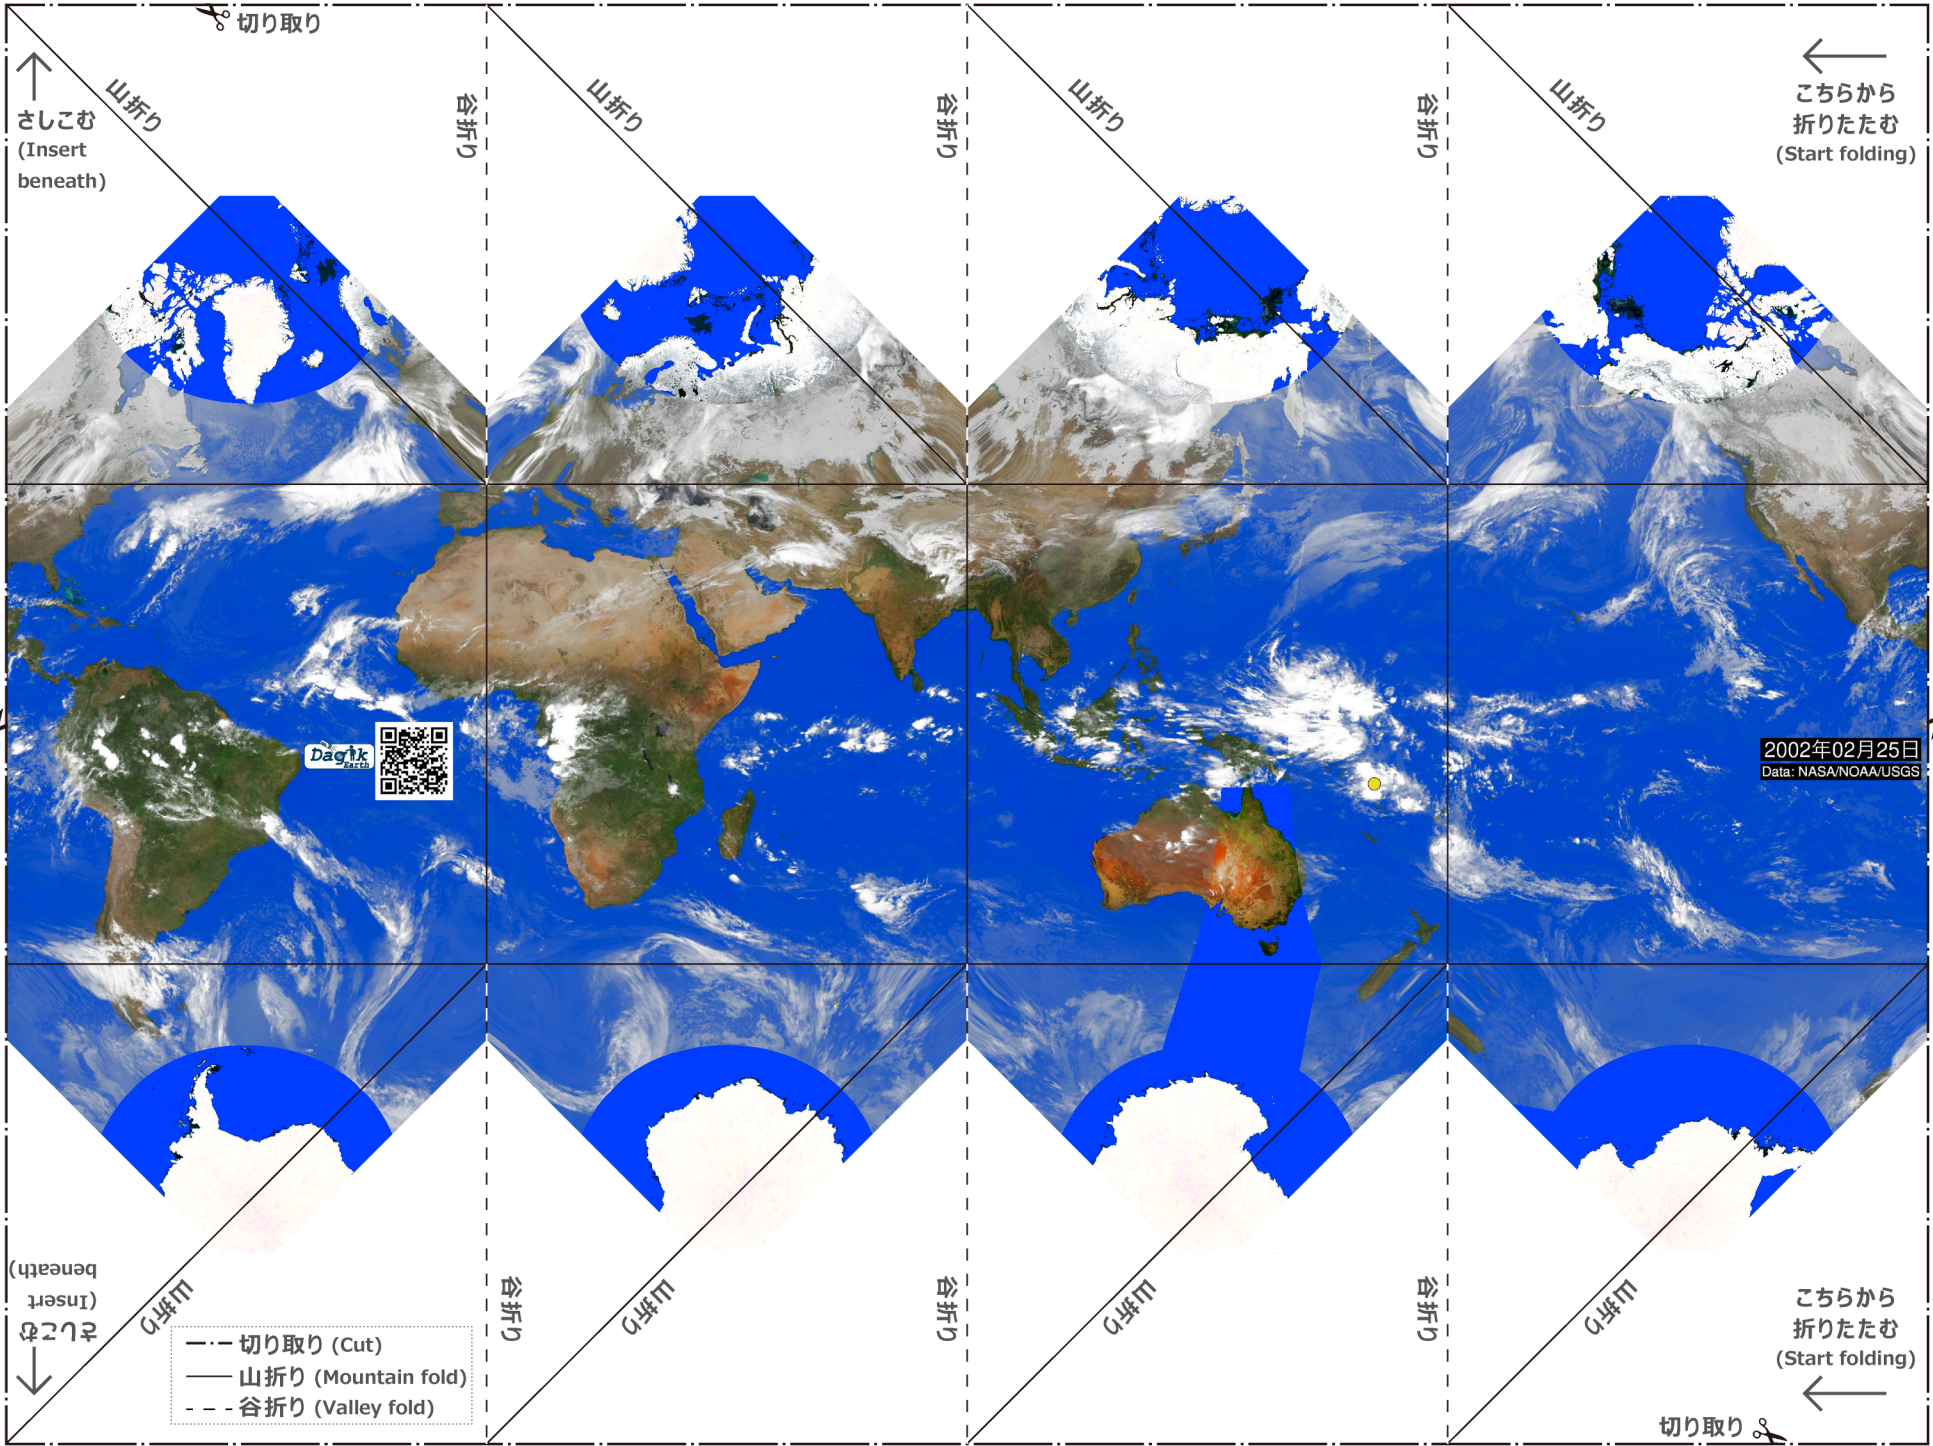 切り取り
さしこむ
(Insert
beneath)
山折り
谷折り
山折り
谷折り
山折り
谷折り
山折り
こちらから
折りたたむ
(Start folding)
Dagik
Earth
2002年02月25日
Data: NASA/NOAA/USGS
さしこむ
(Insert
beneath)
山折り
谷折り
山折り
谷折り
山折り
谷折り
山折り
こちらから
折りたたむ
(Start folding)
切り取り (Cut)
山折り (Mountain fold)
谷折り (Valley fold)
切り取り